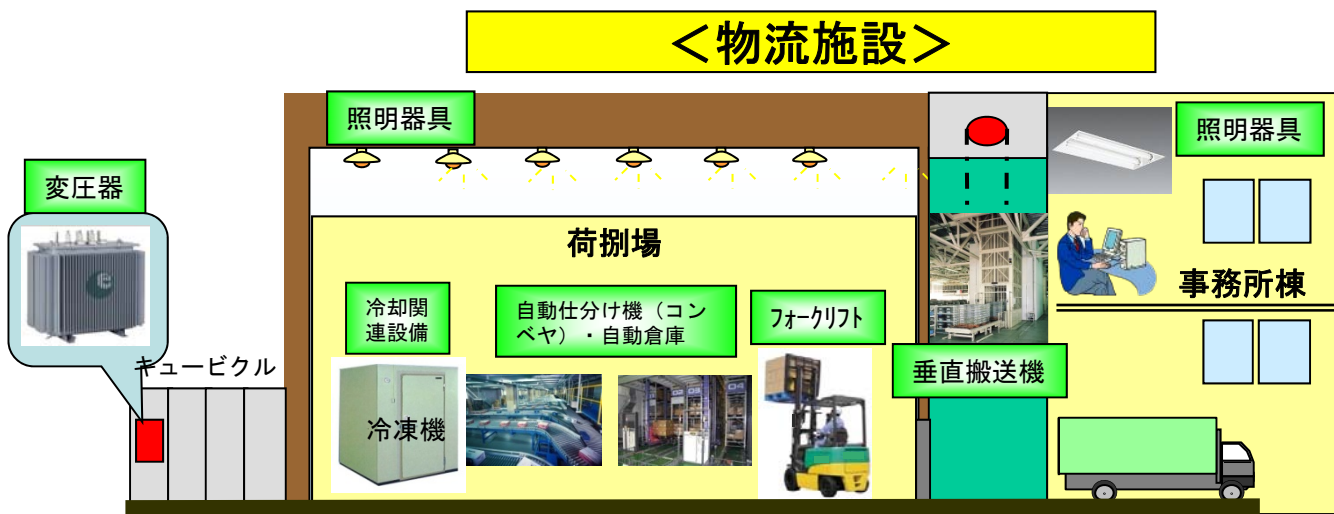 ＜物流施設＞
照明器具
照明器具
変圧器
荷捌場
冷却関
連設備
自動仕分け機（コン
ベヤ）・自動倉庫
ﾌｫｰｸﾘﾌﾄ
事務所棟
キュービクル
垂直搬送機
冷凍機